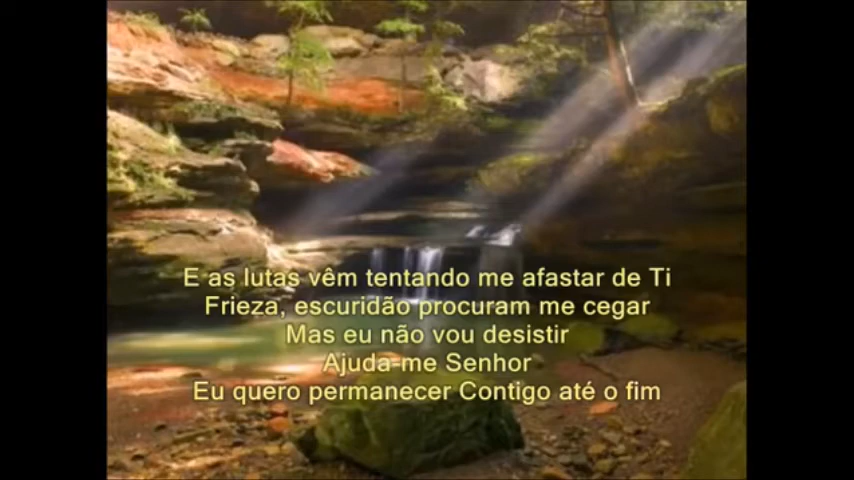 E as lutas vêm tentando me afastar de Ti
Frieza, escuridão procuram me cegar
Mas eu não vou desistir
Ajuda-me Senhor
Eu quero permanecer Contigo até o fim